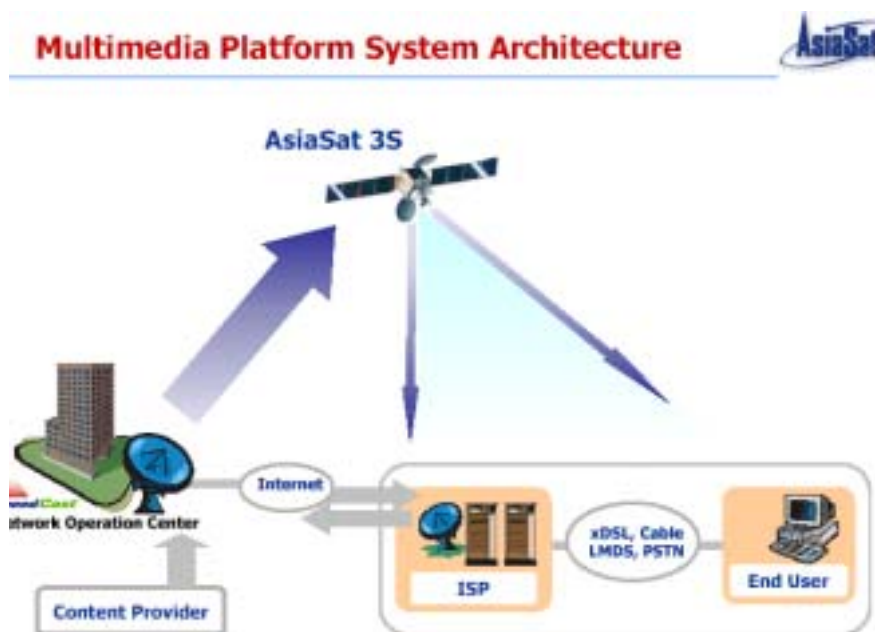 Multimedia Platform System Architecture
AsiaSat
AsiaSat 3S
Internet
etwork Operation Center
xDSL, Cable
LMDS, PSTN
ISP
End User
Content Provider